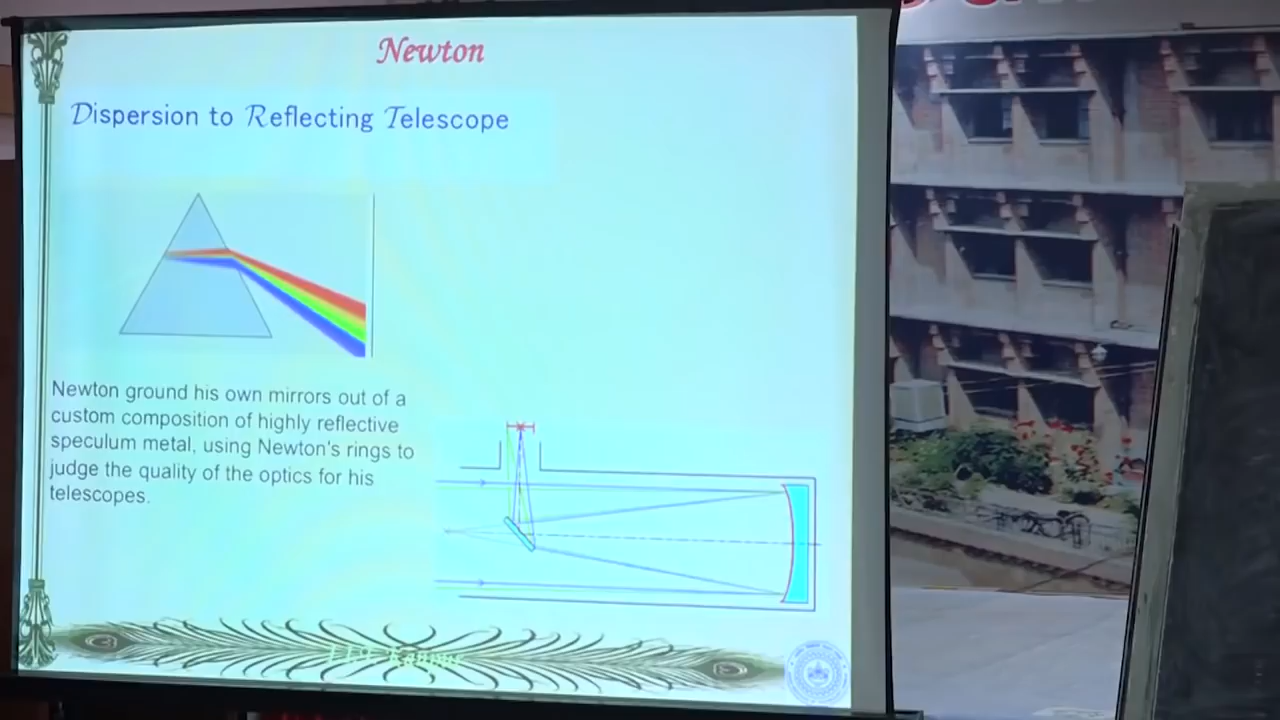 Newton
Dispersion to Reflecting Telescope
Newton ground his own mirrors out of a
custom composition of highly reflective
speculum metal, using Newton's rings to
judge the quality of the optics for his
telescopes.
I.I.T. Kanpur